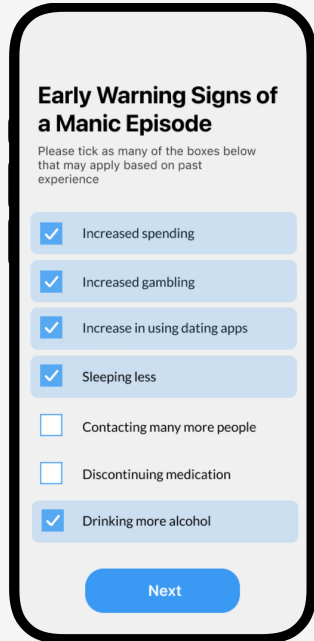 Early Warning Signs of
a Manic Episode
Please tick as many of the boxes below
that may apply based on past
experience
Increased spending
Increased gambling
Increase in using dating apps
Sleeping less
Contacting many more people
Discontinuing medication
Drinking more alcohol
Next